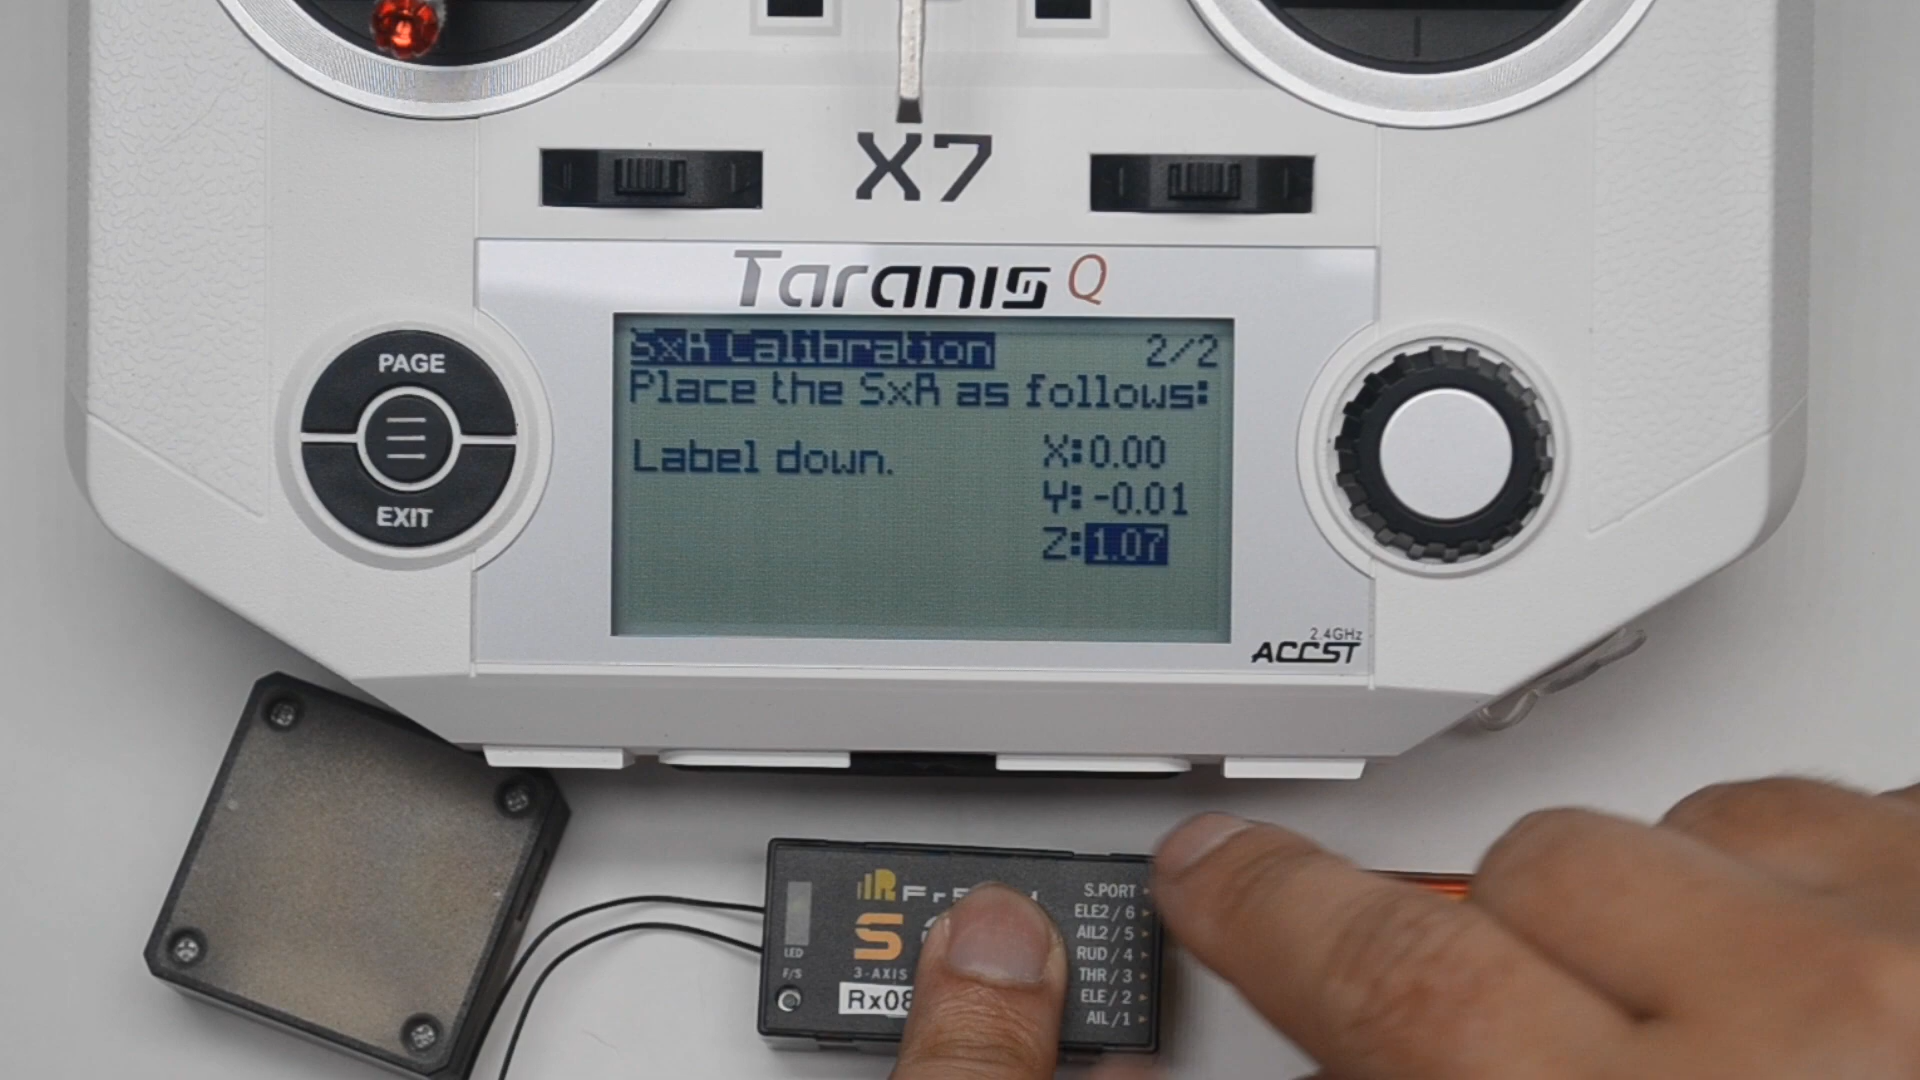 X7
Taranis Q
PAGE
EXIT
SxR Calibration 2/2
Place the SxR as follows:
Label down.
X:0.00
Y:-0.01
Z:1.07
2.4GHz
ACCST
S.PORT
ELE2 / 6
AIL2 / 5
RUD / 4
THR / 3
ELE / 2
AIL / 1
S
LED
F/S
3-AXIS
Rx08